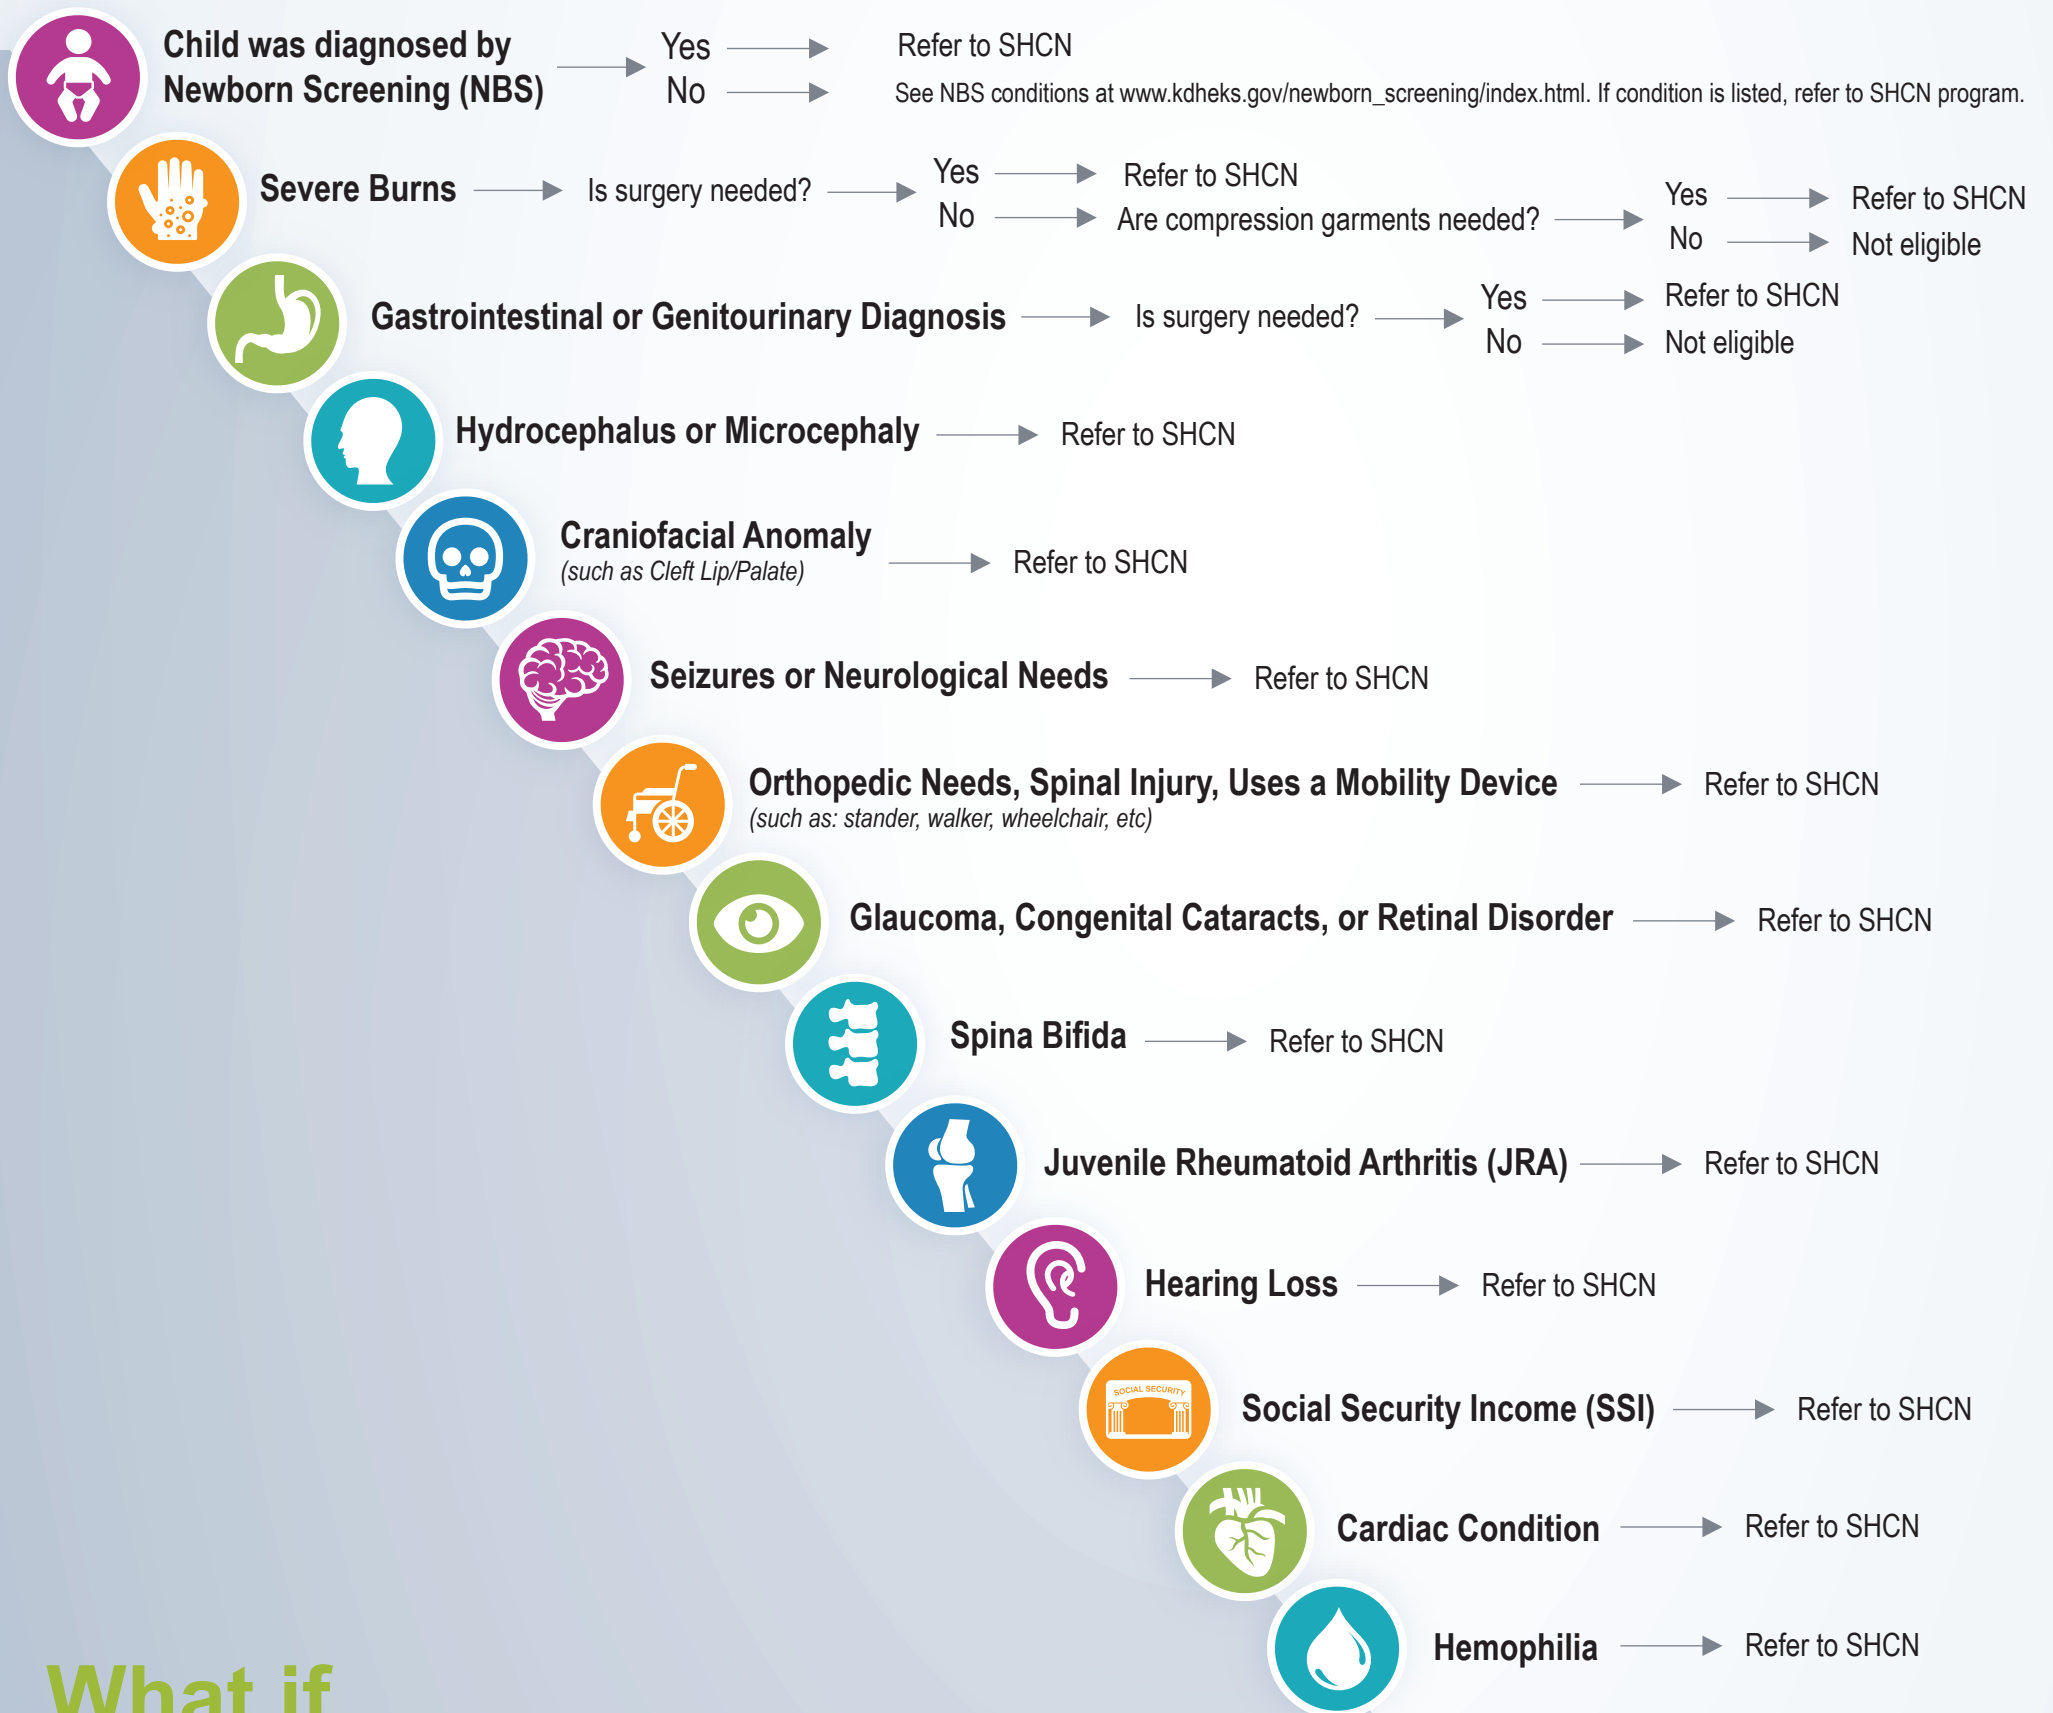 Child was diagnosed by
Newborn Screening (NBS)
Yes
Refer to SHCN
No
See NBS conditions at www.kdheks.gov/newborn_screening/index.html. If condition is listed, refer to SHCN program.
Severe Burns
Is surgery needed?
Yes
Refer to SHCN
No
Are compression garments needed?
Yes
Refer to SHCN
No
Not eligible
Gastrointestinal or Genitourinary Diagnosis
Is surgery needed?
Yes
Refer to SHCN
No
Not eligible
Hydrocephalus or Microcephaly
Refer to SHCN
Craniofacial Anomaly
(such as Cleft Lip/Palate)
Refer to SHCN
Seizures or Neurological Needs
Refer to SHCN
Orthopedic Needs, Spinal Injury, Uses a Mobility Device
(such as: stander, walker, wheelchair, etc)
Refer to SHCN
Glaucoma, Congenital Cataracts, or Retinal Disorder
Refer to SHCN
Spina Bifida
Refer to SHCN
Juvenile Rheumatoid Arthritis (JRA)
Refer to SHCN
Hearing Loss
Refer to SHCN
SOCIAL SECURITY
Social Security Income (SSI)
Refer to SHCN
Cardiac Condition
Refer to SHCN
Hemophilia
Refer to SHCN
What if